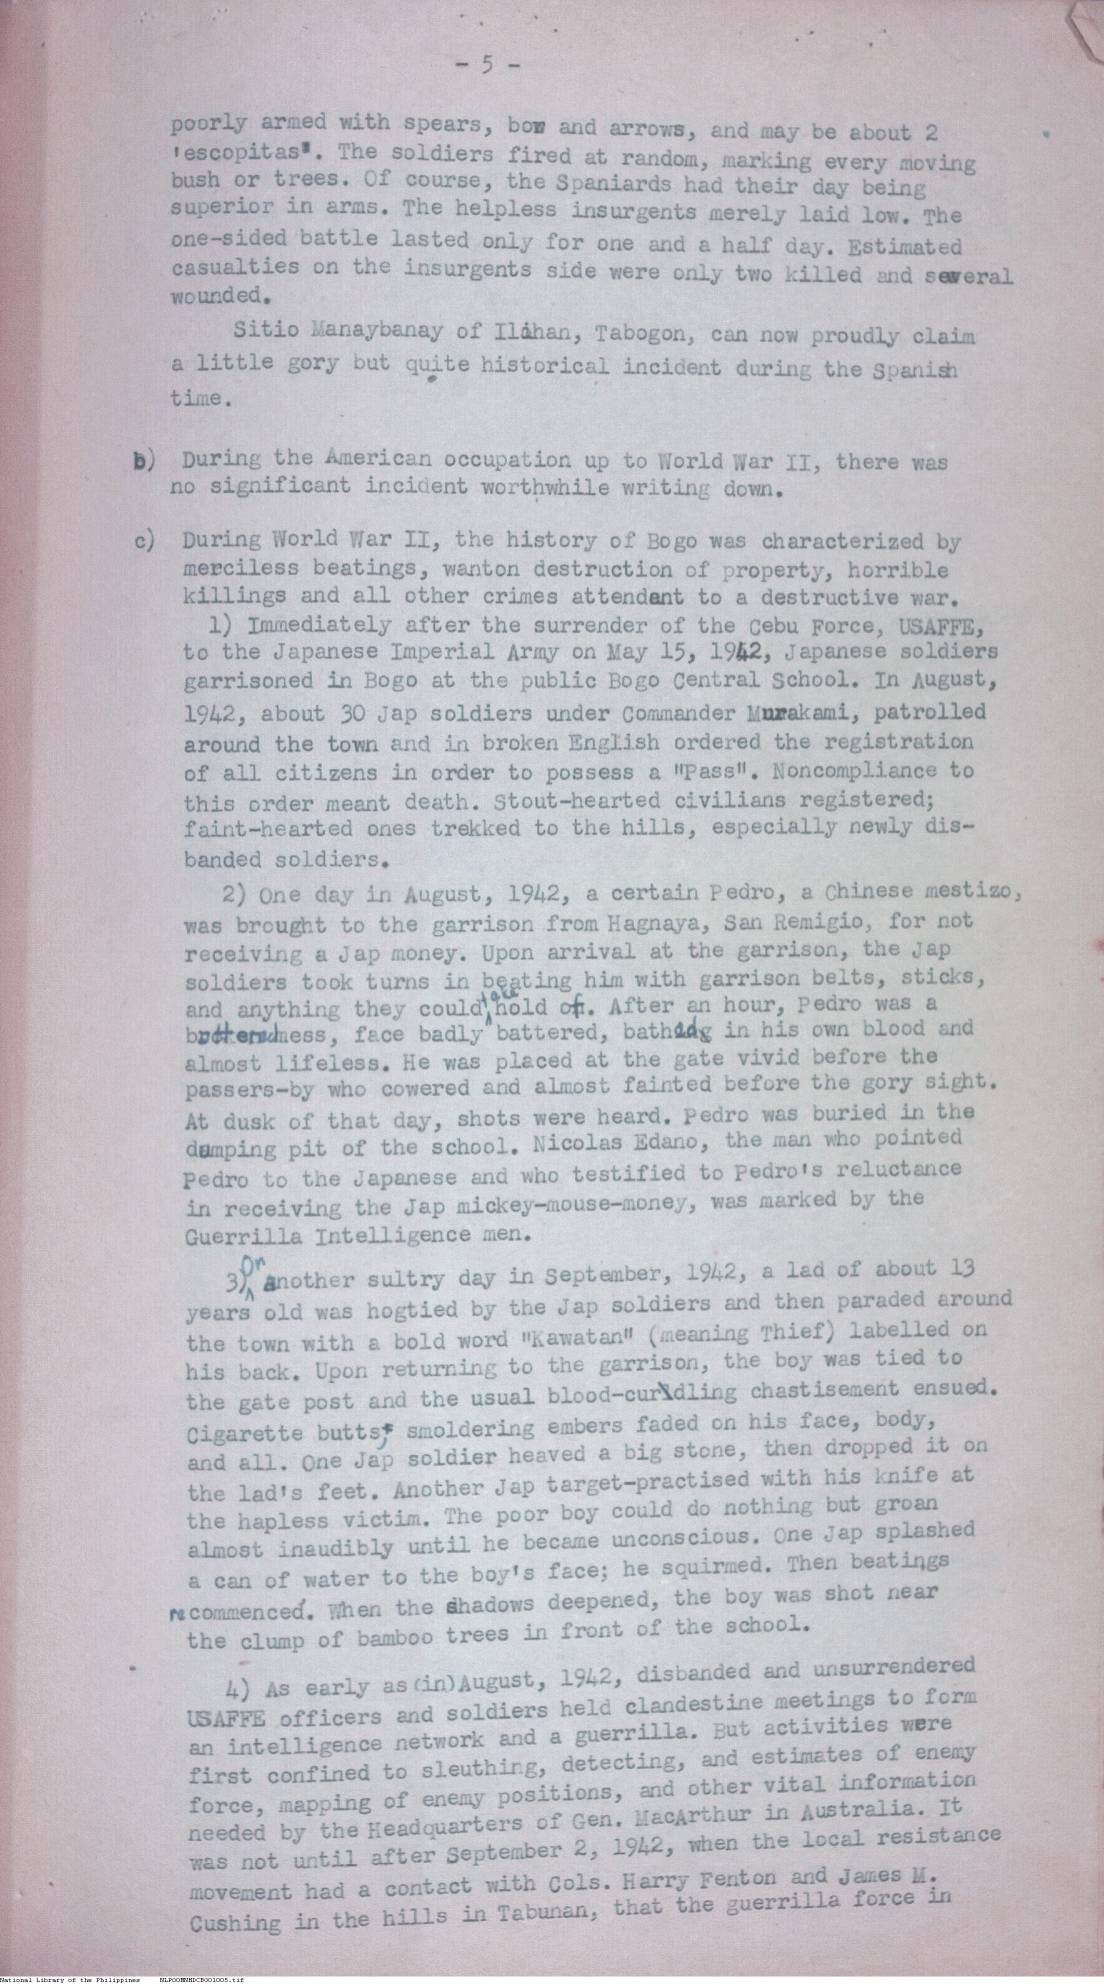 - 5 -
poorly armed with spears, bow and arrows, and may be about 2
'escopitas". The soldiers fired at random, marking every moving
bush or trees. Of course, the Spaniards had their day being
superior in arms. The helpless insurgents merely laid low. The
one-sided battle lasted only for one and a half day. Estimated
casualties on the insurgents side were only two killed and several
wounded.
Sitio Manaybanay of Ilihan, Tabogon, can now proudly claim
a little gory but quite historical incident during the Spanish
time.
b) During the American occupation up to World War II, there was
no significant incident worthwhile writing down.
c) During World War II, the history of Bogo was characterized by
merciless beatings, wanton destruction of property, horrible
killings and all other crimes attendant to a destructive war.
1) Immediately after the surrender of the Cebu Force, USAFFE,
to the Japanese Imperial Army on May 15, 1942, Japanese soldiers
garrisoned in Bogo at the public Bogo Central School. In August,
1942, about 30 Jap soldiers under Commander Murakami, patrolled
around the town and in broken English ordered the registration
of all citizens in order to possess a "Pass". Noncompliance to
this order meant death. Stout-hearted civilians registered;
faint-hearted ones trekked to the hills, especially newly dis-
banded soldiers.
2) One day in August, 1942, a certain Pedro, a Chinese mestizo,
was brought to the garrison from Hagnaya, San Remigio, for not
receiving a Jap money. Upon arrival at the garrison, the Jap
soldiers took turns in beating him with garrison belts, sticks,
and anything they could take hold of. After an hour, Pedro was a
mess, face badly battered, bathing in his own blood and
almost lifeless. He was placed at the gate vivid before the
passers-by who cowered and almost fainted before the gory sight.
At dusk of that day, shots were heard. Pedro was buried in the
dumping pit of the school. Nicolas Edano, the man who pointed
Pedro to the Japanese and who testified to Pedro's reluctance
in receiving the Jap mickey-mouse-money, was marked by the
Guerrilla Intelligence men.
3) On another sultry day in September, 1942, a lad of about 13
years old was hogtied by the Jap soldiers and then paraded around
the town with a bold word "Kawatan" (meaning Thief) labelled on
his back. Upon returning to the garrison, the boy was tied to
the gate post and the usual blood-curdling chastisement ensued.
Cigarette butts, smoldering embers faded on his face, body,
and all. One Jap soldier heaved a big stone, then dropped it on
the lad's feet. Another Jap target-practised with his knife at
the hapless victim. The poor boy could do nothing but groan
almost inaudibly until he became unconscious. One Jap splashed
a can of water to the boy's face; he squirmed. Then beatings
recommenced. When the shadows deepened, the boy was shot near
the clump of bamboo trees in front of the school.
4) As early as (in) August, 1942, disbanded and unsurrendered
USAFFE officers and soldiers held clandestine meetings to form
an intelligence network and a guerrilla. But activities were
first confined to sleuthing, detecting, and estimates of enemy
force, mapping of enemy positions, and other vital information
needed by the Headquarters of Gen. MacArthur in Australia. It
was not until after September 2, 1942, when the local resistance
movement had a contact with Cols. Harry Fenton and James M.
Cushing in the hills in Tabunan, that the guerrilla force in
National Library of the Philippines NLPOOMNHDCB001005.tif